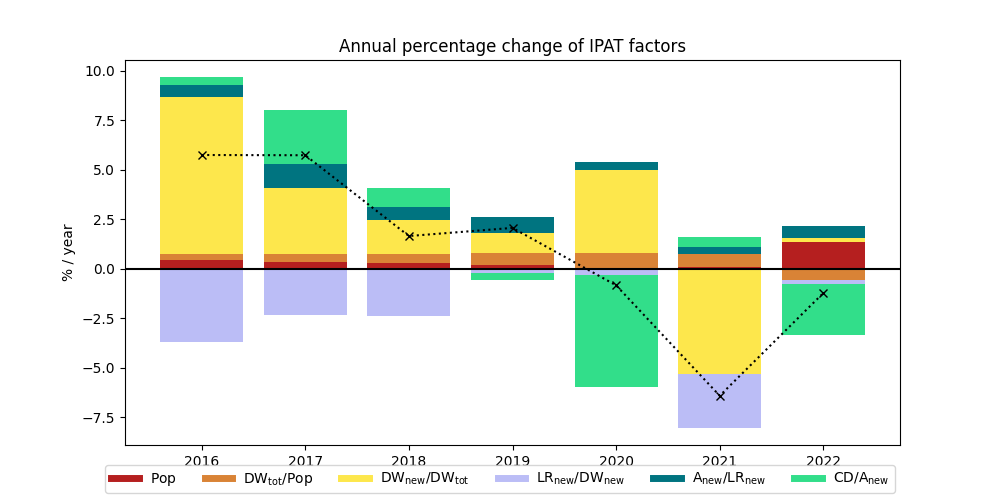 Annual percentage change of IPAT factors
10.0
7.5
5.0
2.5
0.0
−2.5
−5.0
−7.5
% / year
2016 2017 2018 2019 2020 2021 2022
Pop DWtot/Pop DWnew/DWtot LRnew/DWnew Anew/LRnew CD/Anew